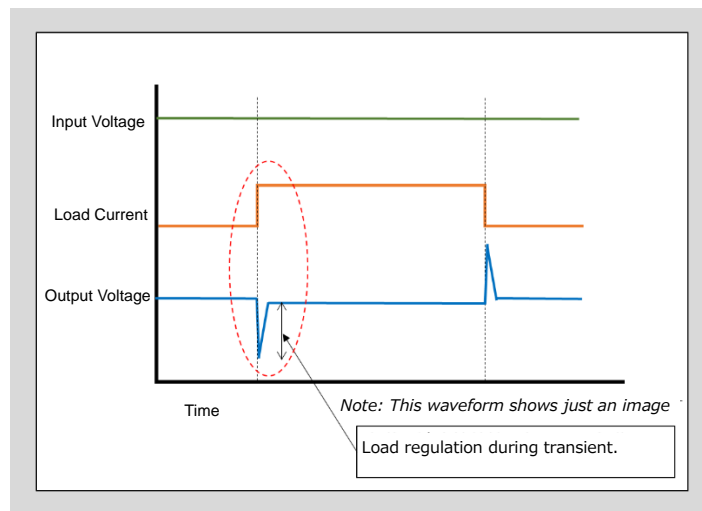 Input Voltage
Load Current
Output Voltage
Time
Note: This waveform shows just an image
Load regulation during transient.